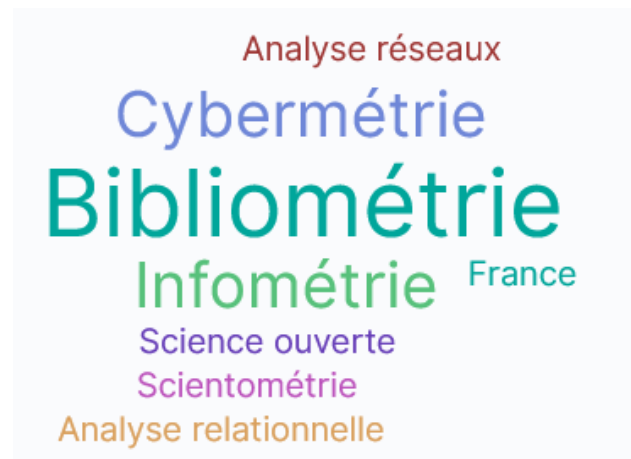 Analyse réseaux
Cybermétrie
Bibliométrie
Infométrie
France
Science ouverte
Scientométrie
Analyse relationnelle